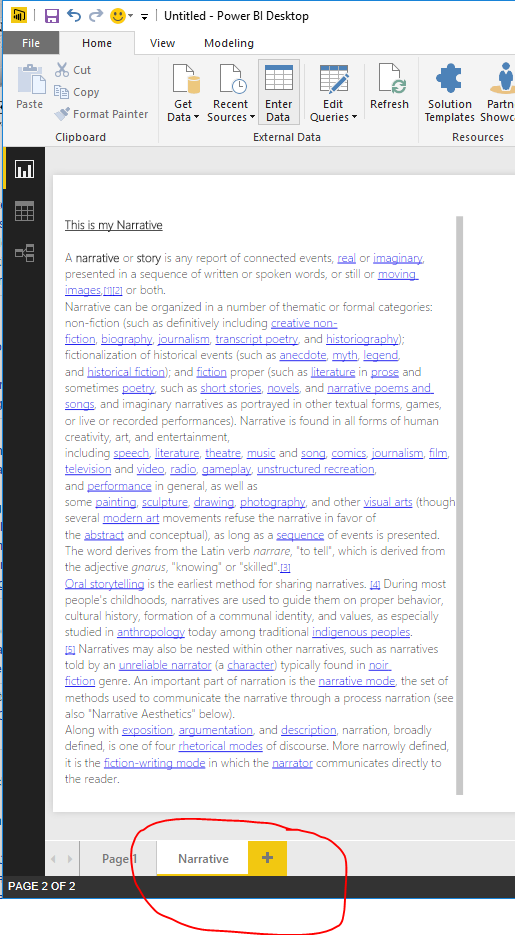 Untitled - Power BI Desktop
File Home View Modeling
Paste
Cut
Copy
Format Painter
Clipboard
Get Data
Recent Sources
Enter Data
Edit Queries
Refresh
External Data
Solution Templates
Partn Showca
Resources
This is my Narrative
A narrative or story is any report of connected events, real or imaginary,
presented in a sequence of written or spoken words, or still or moving
images,[1][2] or both.
Narrative can be organized in a number of thematic or formal categories:
non-fiction (such as definitively including creative non-
fiction, biography, journalism, transcript poetry, and historiography);
fictionalization of historical events (such as anecdote, myth, legend,
and historical fiction); and fiction proper (such as literature in prose and
sometimes poetry, such as short stories, novels, and narrative poems and
songs, and imaginary narratives as portrayed in other textual forms, games,
or live or recorded performances). Narrative is found in all forms of human
creativity, art, and entertainment,
including speech, literature, theatre, music and song, comics, journalism, film,
television and video, radio, gameplay, unstructured recreation,
and performance in general, as well as
some painting, sculpture, drawing, photography, and other visual arts (though
several modern art movements refuse the narrative in favor of
the abstract and conceptual), as long as a sequence of events is presented.
The word derives from the Latin verb narrare, "to tell", which is derived from
the adjective gnarus, "knowing" or "skilled".[3]
Oral storytelling is the earliest method for sharing narratives. [4] During most
people's childhoods, narratives are used to guide them on proper behavior,
cultural history, formation of a communal identity, and values, as especially
studied in anthropology today among traditional indigenous peoples.
[5] Narratives may also be nested within other narratives, such as narratives
told by an unreliable narrator (a character) typically found in noir
fiction genre. An important part of narration is the narrative mode, the set of
methods used to communicate the narrative through a process narration (see
also "Narrative Aesthetics" below).
Along with exposition, argumentation, and description, narration, broadly
defined, is one of four rhetorical modes of discourse. More narrowly defined,
it is the fiction-writing mode in which the narrator communicates directly to
the reader.
Page 1 Narrative +
PAGE 2 OF 2